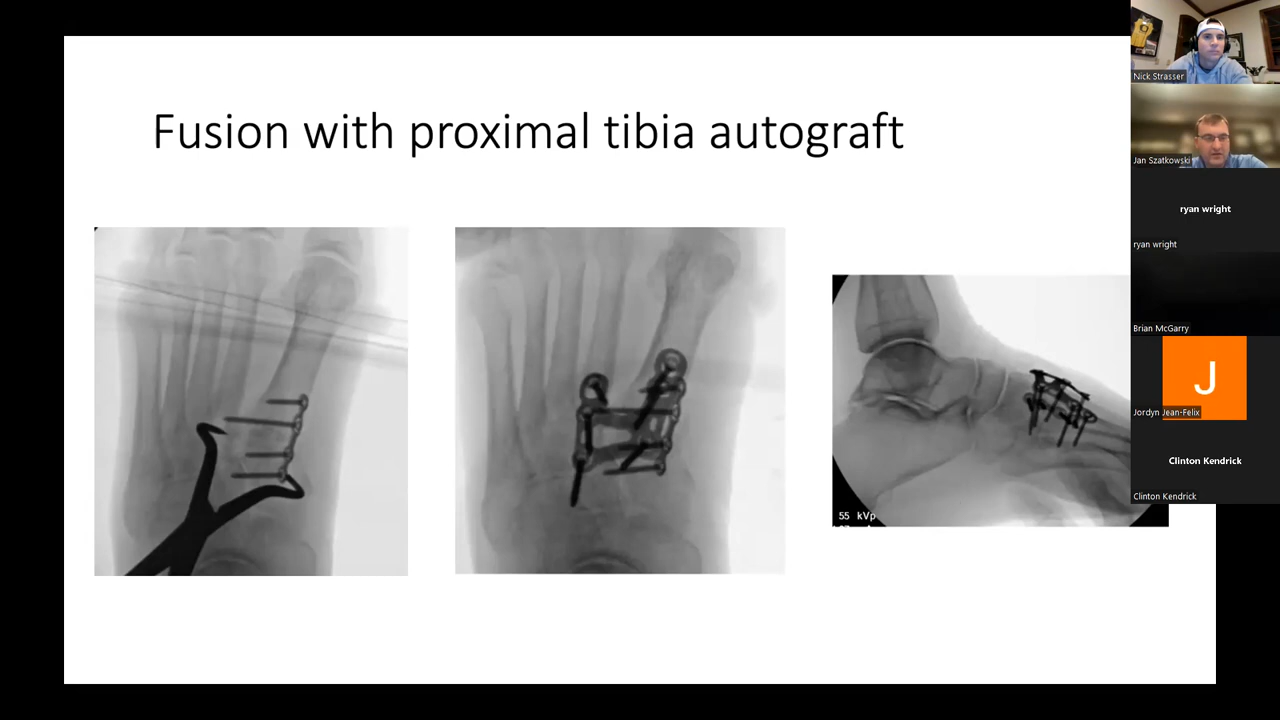 Fusion with proximal tibia autograft
55 kVp
Nick Strasser
Jan Szatkowski
ryan wright
ryan wright
Brian McGarry
J
Jordyn Jean-Felix
Clinton Kendrick
Clinton Kendrick